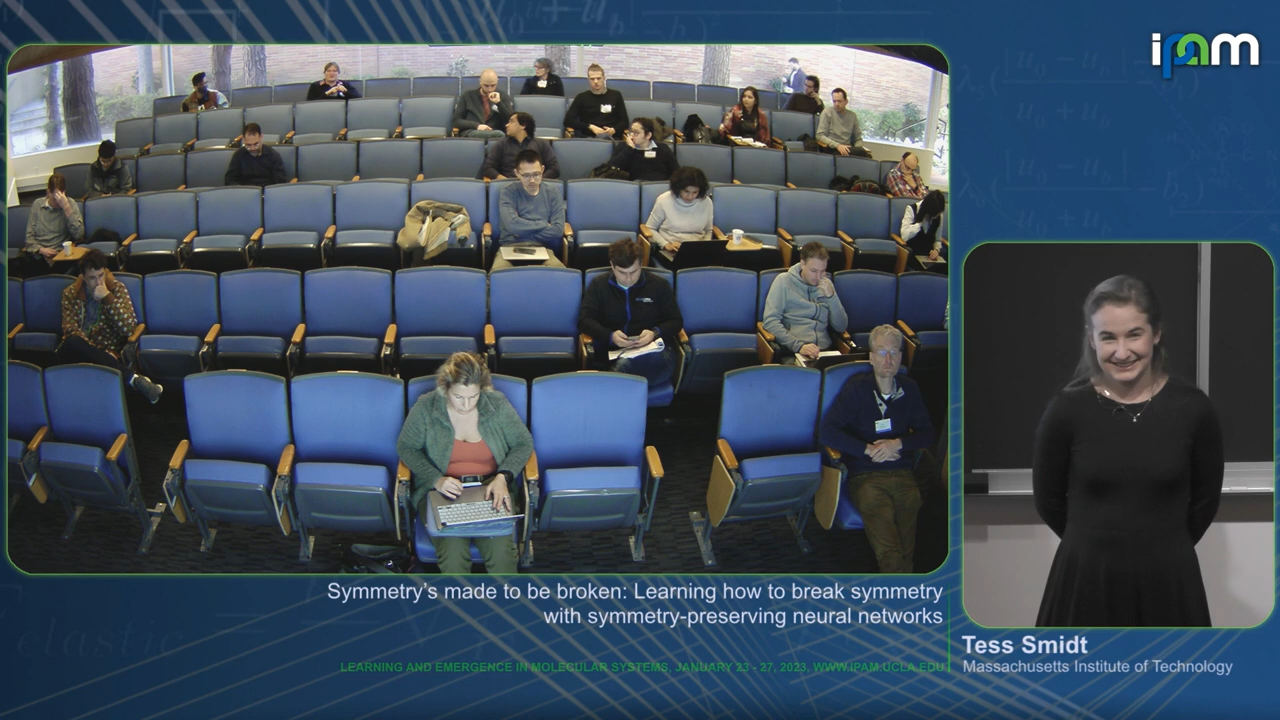 ipam
Symmetry's made to be broken: Learning how to break symmetry
with symmetry-preserving neural networks
LEARNING AND EMERGENCE IN MOLECULAR SYSTEMS, JANUARY 23 - 27, 2023, WWW.IPAM.UCLA.EDU
Tess Smidt
Massachusetts Institute of Technology
elastic